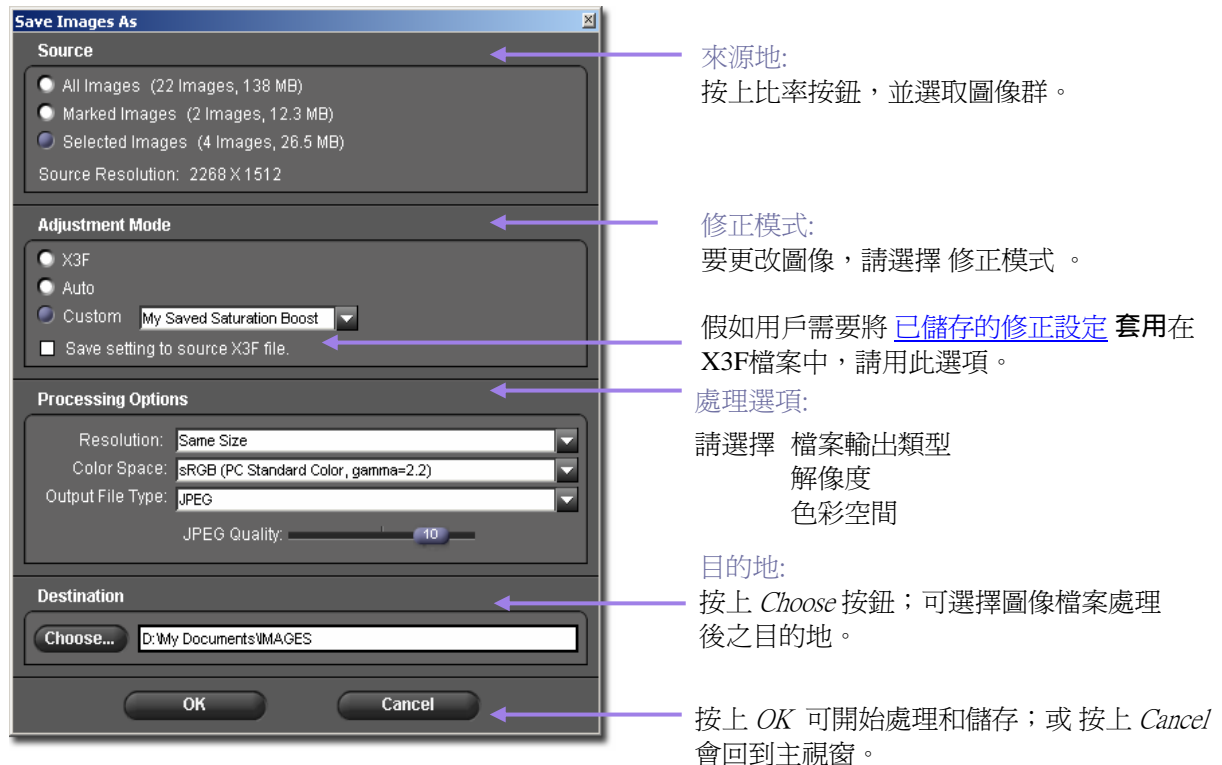 Save Images As
Source
All Images (22 Images, 138 MB)
Marked Images (2 Images, 12.3 MB)
Selected Images (4 Images, 26.5 MB)
Source Resolution: 2268 X 1512
Adjustment Mode
X3F
Auto
Custom My Saved Saturation Boost
Save setting to source X3F file.
Processing Options
Resolution: Same Size
Color Space: sRGB (PC Standard Color, gamma=2.2)
Output File Type: JPEG
JPEG Quality: 10
Destination
Choose... D:\My Documents\IMAGES
OK Cancel
來源地:
按上比率按鈕，並選取圖像群。
修正模式:
要更改圖像，請選擇 修正模式 。
假如用戶需要將 已儲存的修正設定 套用在
X3F檔案中，請用此選項。
處理選項:
請選擇 檔案輸出類型
解像度
色彩空間
目的地:
按上 Choose 按鈕；可選擇圖像檔案處理
後之目的地。
按上 OK 可開始處理和儲存；或 按上 Cancel
會回到主視窗。